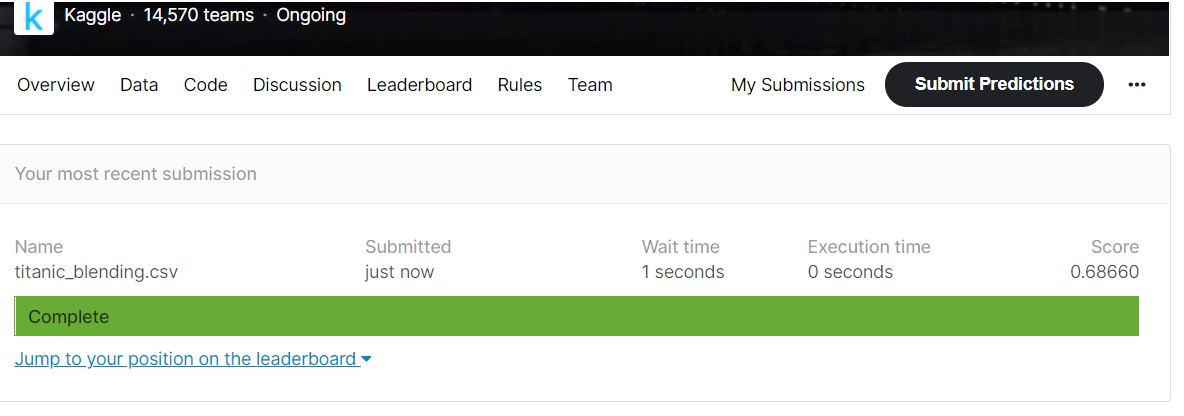 k Kaggle · 14,570 teams · Ongoing
Overview Data Code Discussion Leaderboard Rules Team My Submissions Submit Predictions ...
Your most recent submission
Name Submitted Wait time Execution time Score
titanic_blending.csv just now 1 seconds 0 seconds 0.68660
Complete
Jump to your position on the leaderboard